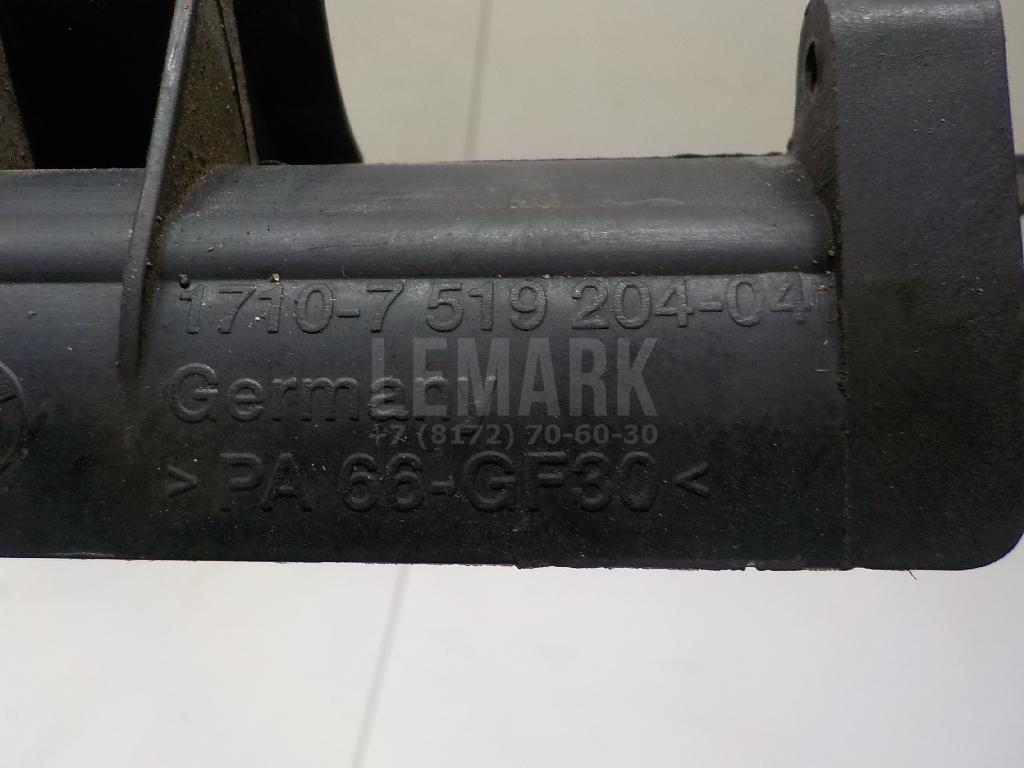 1710-7 519 204-04
Germany
LEMARK
+7 (8172) 70-60-30
> PA 66-GF30 <